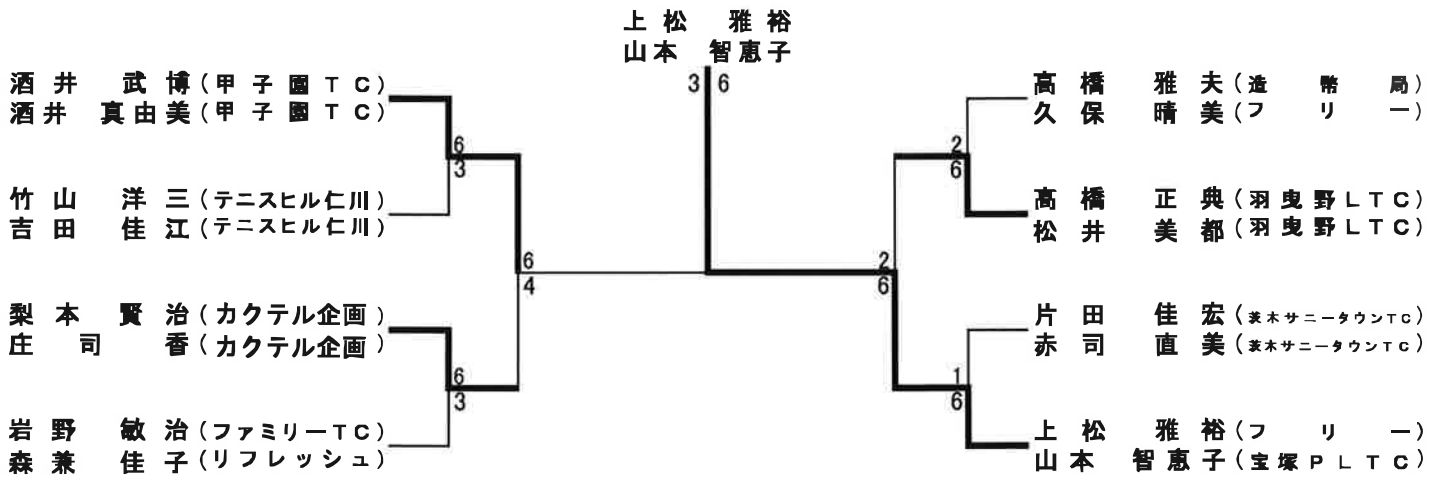 上松 雅裕
山本 智恵子
3 6
酒井 武博(甲子園TC)
酒井 真由美(甲子園TC)
6
3
竹山 洋三(テニスヒル仁川)
吉田 佳江(テニスヒル仁川)
6
4
梨本 賢治(カクテル企画)
庄司 香(カクテル企画)
6
3
岩野 敏治(ファミリーTC)
森兼 佳子(リフレッシュ)
高橋 雅夫(造幣局)
久保 晴美(フリー)
2
6
高橋 正典(羽曳野LTC)
松井 美都(羽曳野LTC)
2
6
片田 佳宏(茨木サニータウンTC)
赤司 直美(茨木サニータウンTC)
1
6
上松 雅裕(フリー)
山本 智恵子(宝塚PLTC)